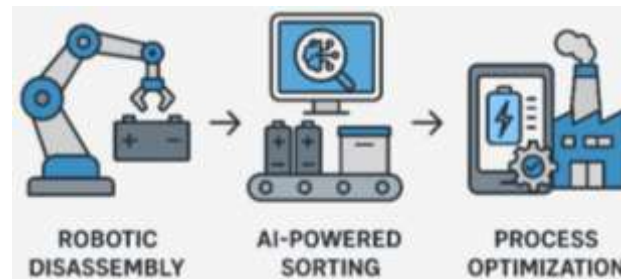 ROBOTIC
DISASSEMBLY
AI-POWERED
SORTING
PROCESS
OPTIMIZATION